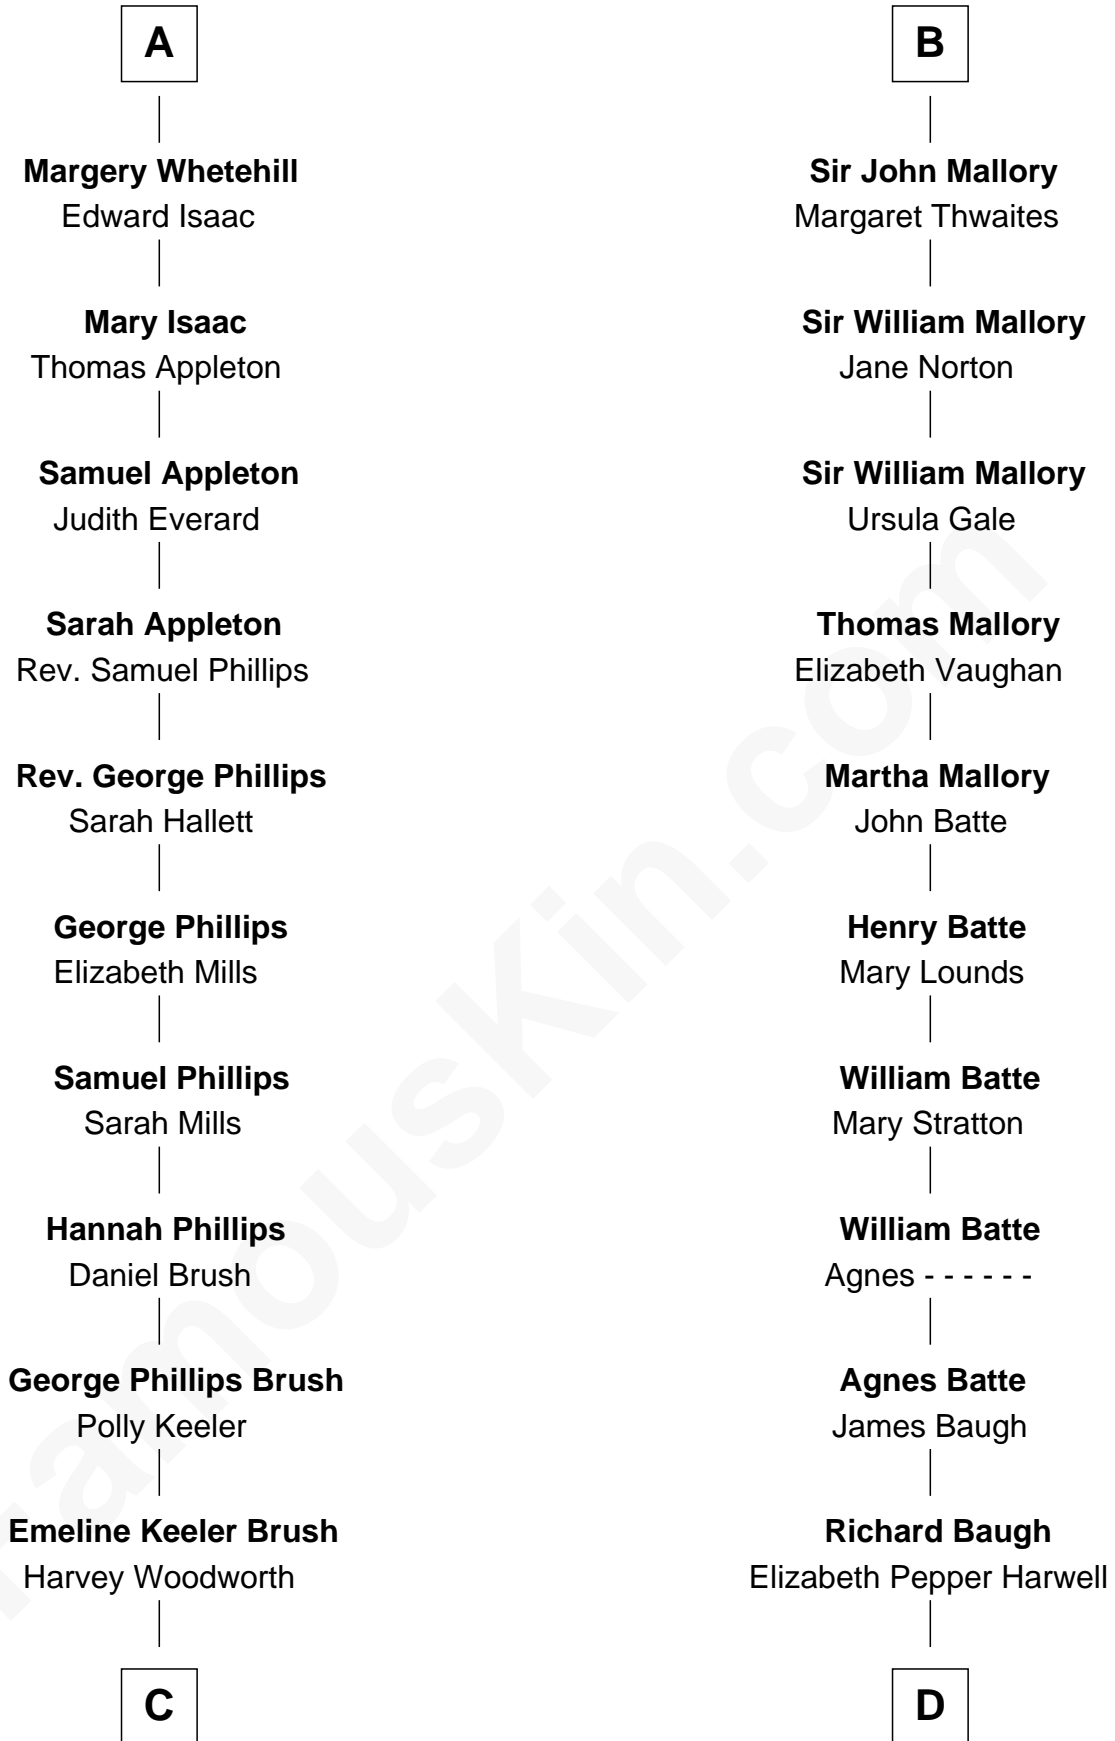 A
Margery Whetehill
Edward Isaac
Mary Isaac
Thomas Appleton
Samuel Appleton
Judith Everard
Sarah Appleton
Rev. Samuel Phillips
Rev. George Phillips
Sarah Hallett
George Phillips
Elizabeth Mills
Samuel Phillips
Sarah Mills
Hannah Phillips
Daniel Brush
George Phillips Brush
Polly Keeler
Emeline Keeler Brush
Harvey Woodworth
C
B
Sir John Mallory
Margaret Thwaites
Sir William Mallory
Jane Norton
Sir William Mallory
Ursula Gale
Thomas Mallory
Elizabeth Vaughan
Martha Mallory
John Batte
Henry Batte
Mary Lounds
William Batte
Mary Stratton
William Batte
Agnes - - - - - -
Agnes Batte
James Baugh
Richard Baugh
Elizabeth Pepper Harwell
D
FamousKin.com